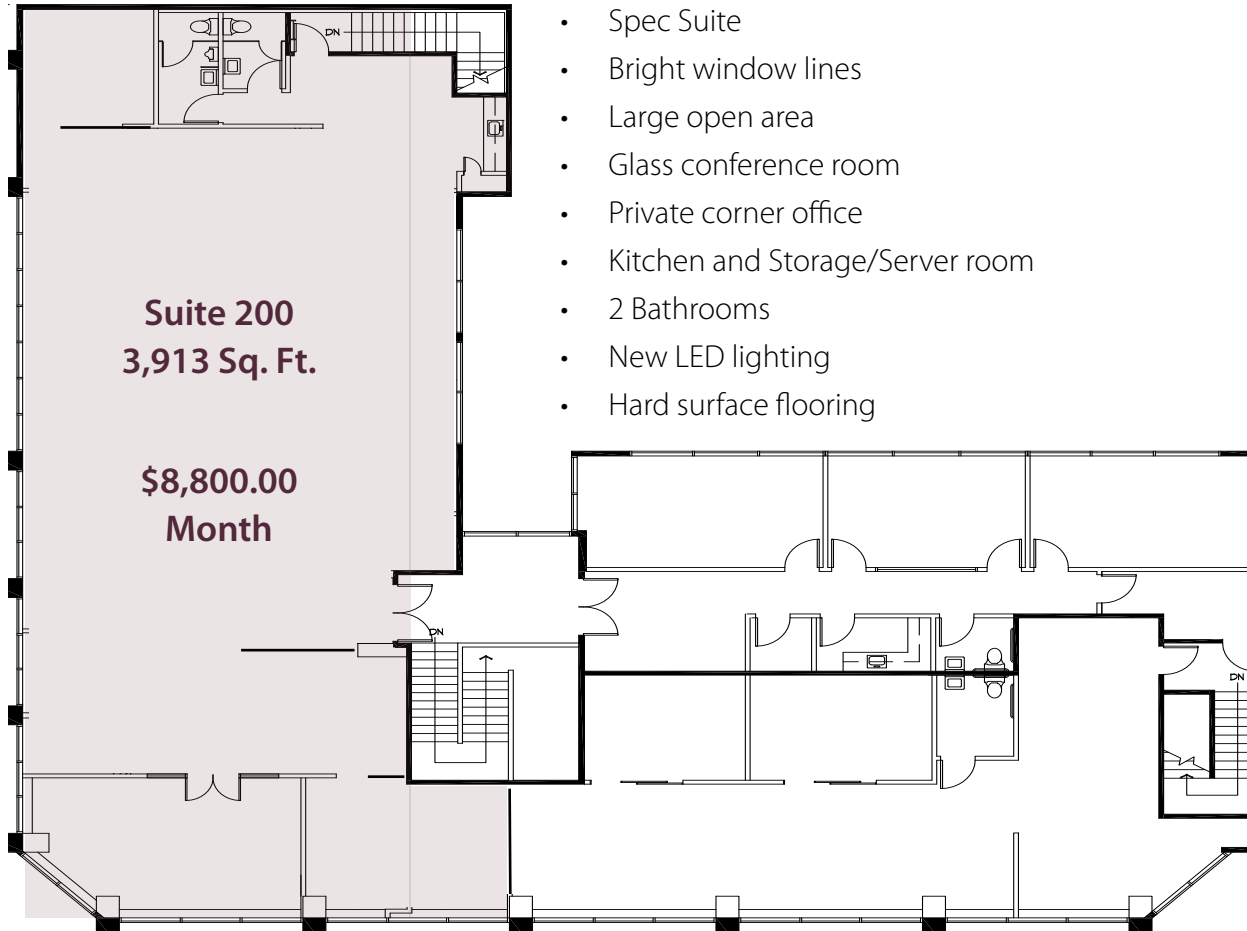 DN
• Spec Suite
• Bright window lines
• Large open area
• Glass conference room
• Private corner office
• Kitchen and Storage/Server room
• 2 Bathrooms
• New LED lighting
• Hard surface flooring
Suite 200
3,913 Sq. Ft.
$8,800.00
Month
DN
DN